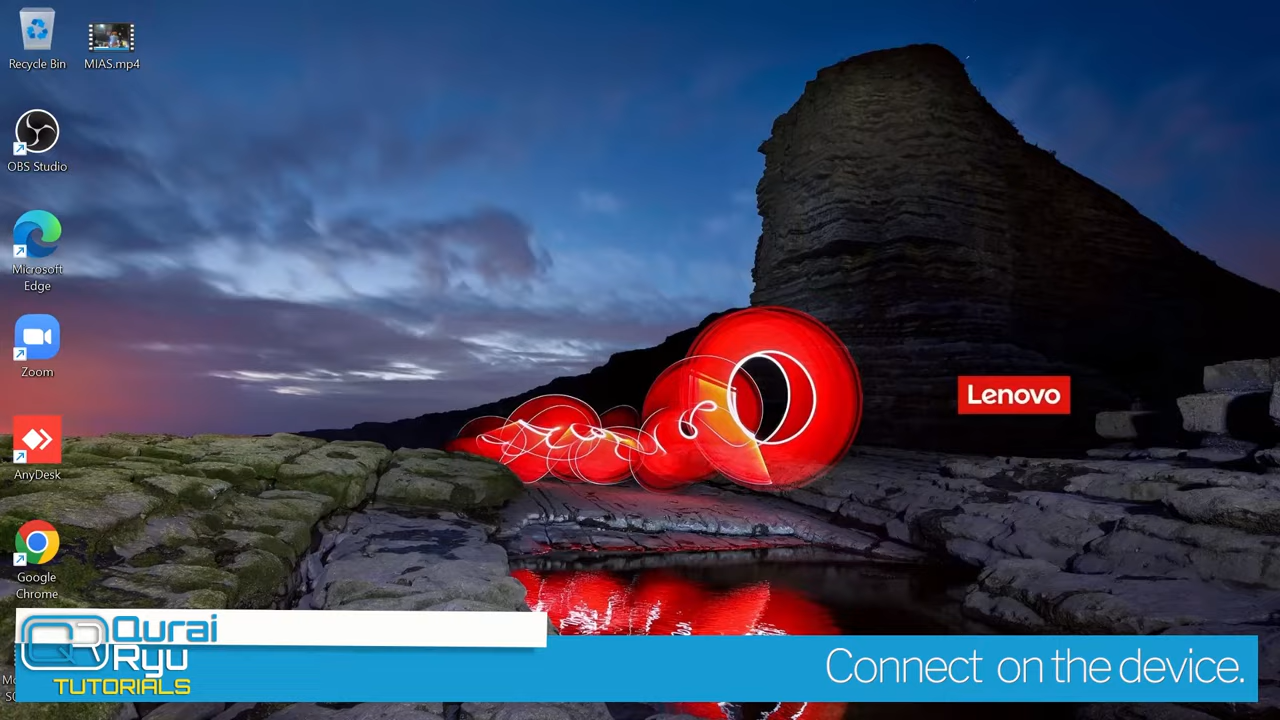 Recycle Bin
MIAS.mp4
OBS Studio
Microsoft
Edge
Zoom
AnyDesk
Google
Chrome
Lenovo
QR Qurai
Ryu
TUTORIALS
Connect on the device.